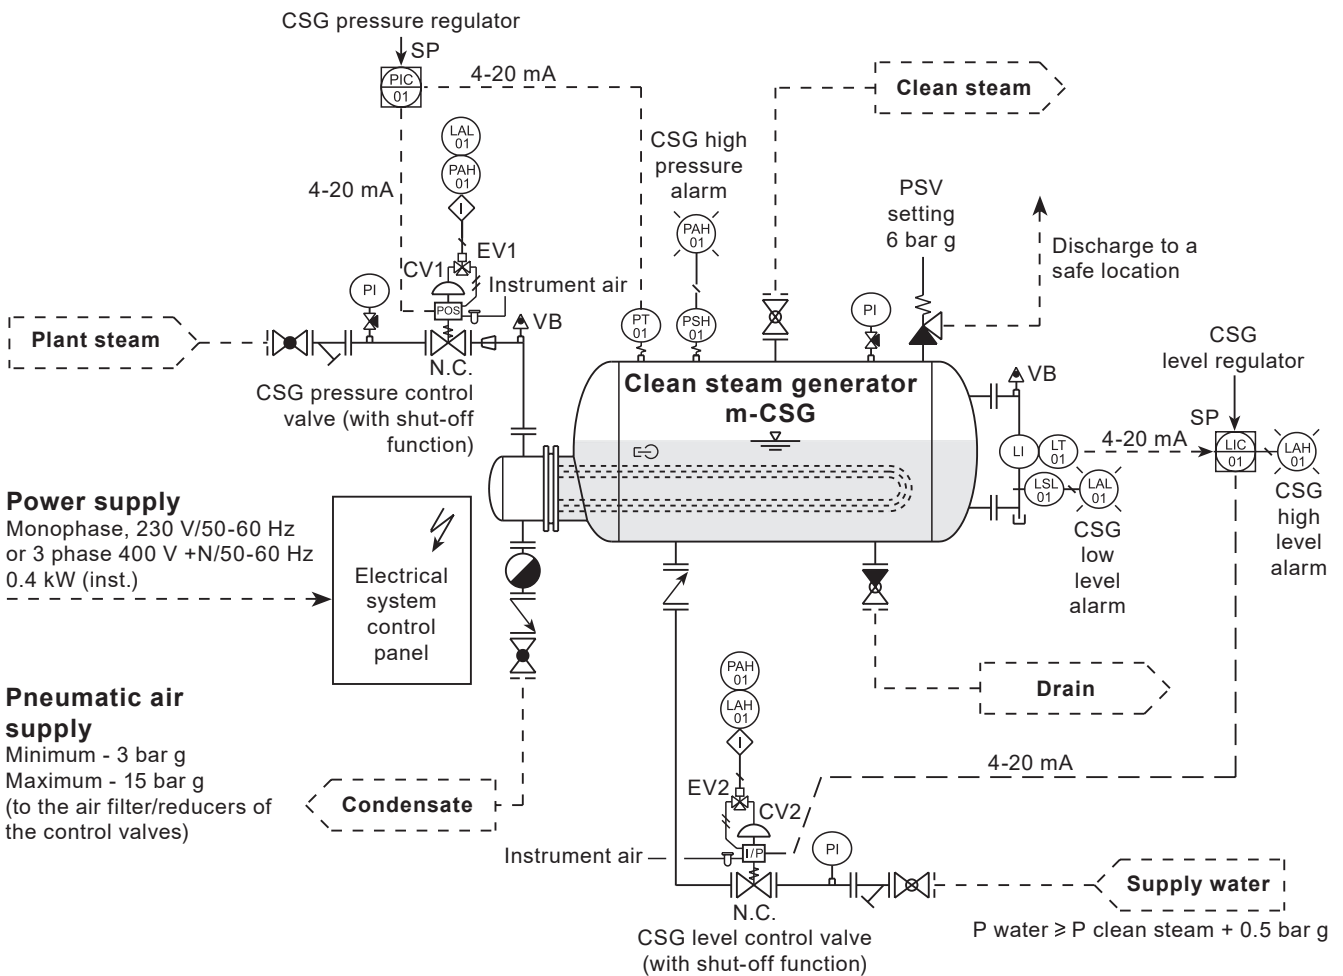 CSG pressure regulator
SP
PIC
01
4-20 mA
4-20 mA
LAL
01
PAH
01
I
EV1
CV1
Instrument air
POS
PI
VB
N.C.
Plant steam
CSG pressure control
valve (with shut-off
function)
CSG high
pressure
alarm
PAH
01
PT
01
PSH
01
Clean steam
PSV
setting
6 bar g
Discharge to a
safe location
PI
Clean steam generator
m-CSG
VB
CSG
level regulator
SP
LI
LT
01
4-20 mA
LIC
01
LAH
01
LSL
01
LAL
01
CSG
low
level
alarm
CSG
high
level
alarm
Power supply
Monophase, 230 V/50-60 Hz
or 3 phase 400 V +N/50-60 Hz
0.4 kW (inst.)
Electrical
system
control
panel
Pneumatic air
supply
Minimum - 3 bar g
Maximum - 15 bar g
(to the air filter/reducers of
the control valves)
Condensate
Drain
4-20 mA
PAH
01
LAH
01
I
EV2
CV2
Instrument air
I/P
PI
N.C.
CSG level control valve
(with shut-off function)
Supply water
P water ⩾ P clean steam + 0.5 bar g